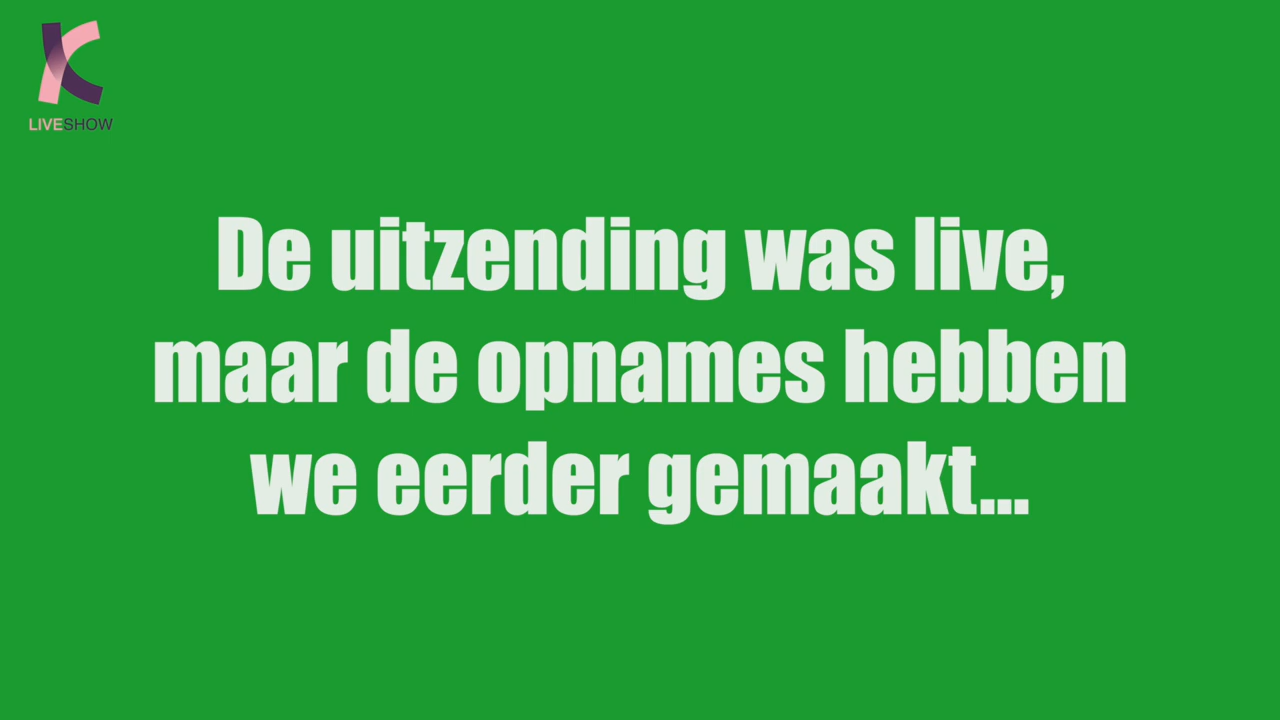 LIVESHOW
De uitzending was live,
maar de opnames hebben
we eerder gemaakt...